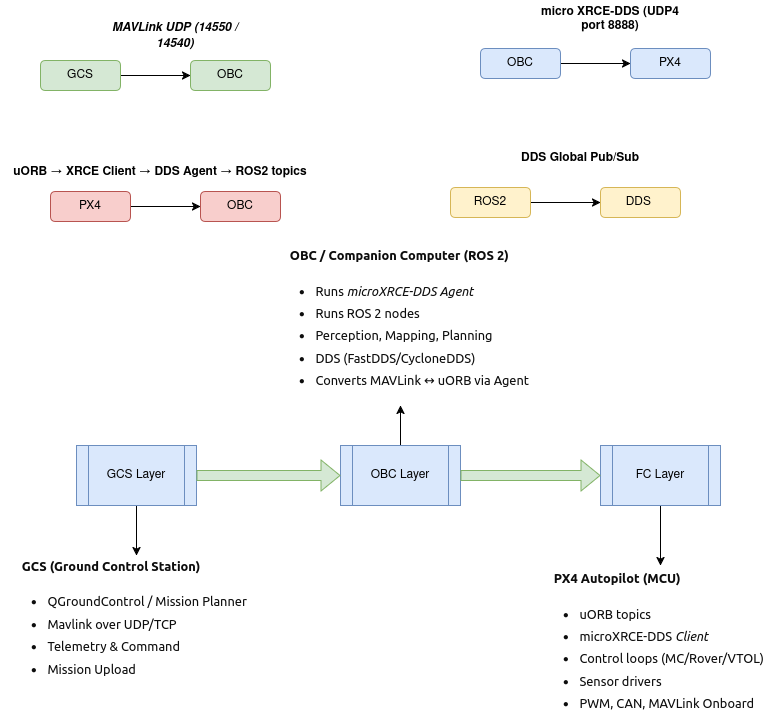 MAVLink UDP (14550 /
14540)
GCS
OBC
micro XRCE-DDS (UDP4
port 8888)
OBC
PX4
uORB → XRCE Client → DDS Agent → ROS2 topics
PX4
OBC
DDS Global Pub/Sub
ROS2
DDS
OBC / Companion Computer (ROS 2)
• Runs microXRCE-DDS Agent
• Runs ROS 2 nodes
• Perception, Mapping, Planning
• DDS (FastDDS/CycloneDDS)
• Converts MAVLink ↔ uORB via Agent
GCS Layer
OBC Layer
FC Layer
GCS (Ground Control Station)
• QGroundControl / Mission Planner
• Mavlink over UDP/TCP
• Telemetry & Command
• Mission Upload
PX4 Autopilot (MCU)
• uORB topics
• microXRCE-DDS Client
• Control loops (MC/Rover/VTOL)
• Sensor drivers
• PWM, CAN, MAVLink Onboard